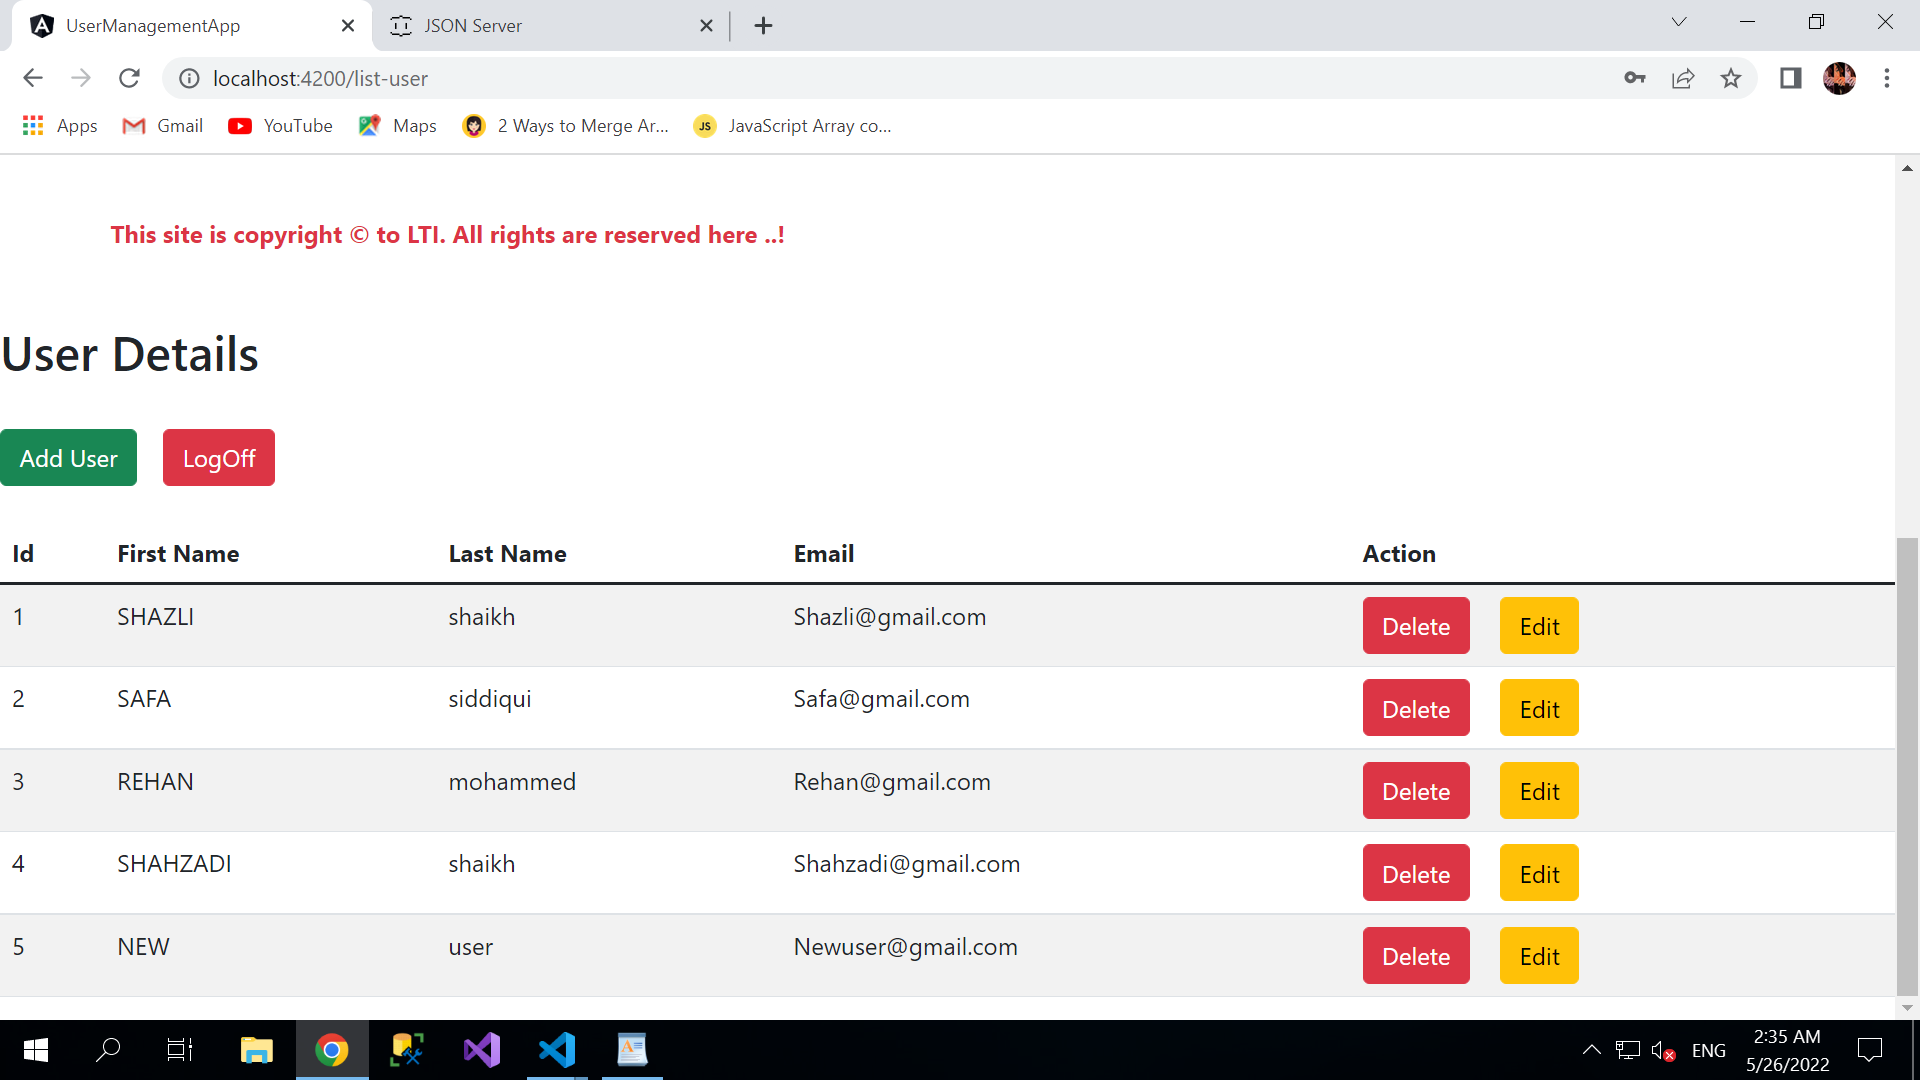 UserManagementApp JSON Server
localhost:4200/list-user
Apps Gmail YouTube Maps 2 Ways to Merge Ar... JS JavaScript Array co...
This site is copyright © to LTI. All rights are reserved here ..!
User Details
Add User LogOff
Id First Name Last Name Email Action
1 SHAZLI shaikh Shazli@gmail.com Delete Edit
2 SAFA siddiqui Safa@gmail.com Delete Edit
3 REHAN mohammed Rehan@gmail.com Delete Edit
4 SHAHZADI shaikh Shahzadi@gmail.com Delete Edit
5 NEW user Newuser@gmail.com Delete Edit
ENG 2:35 AM
5/26/2022